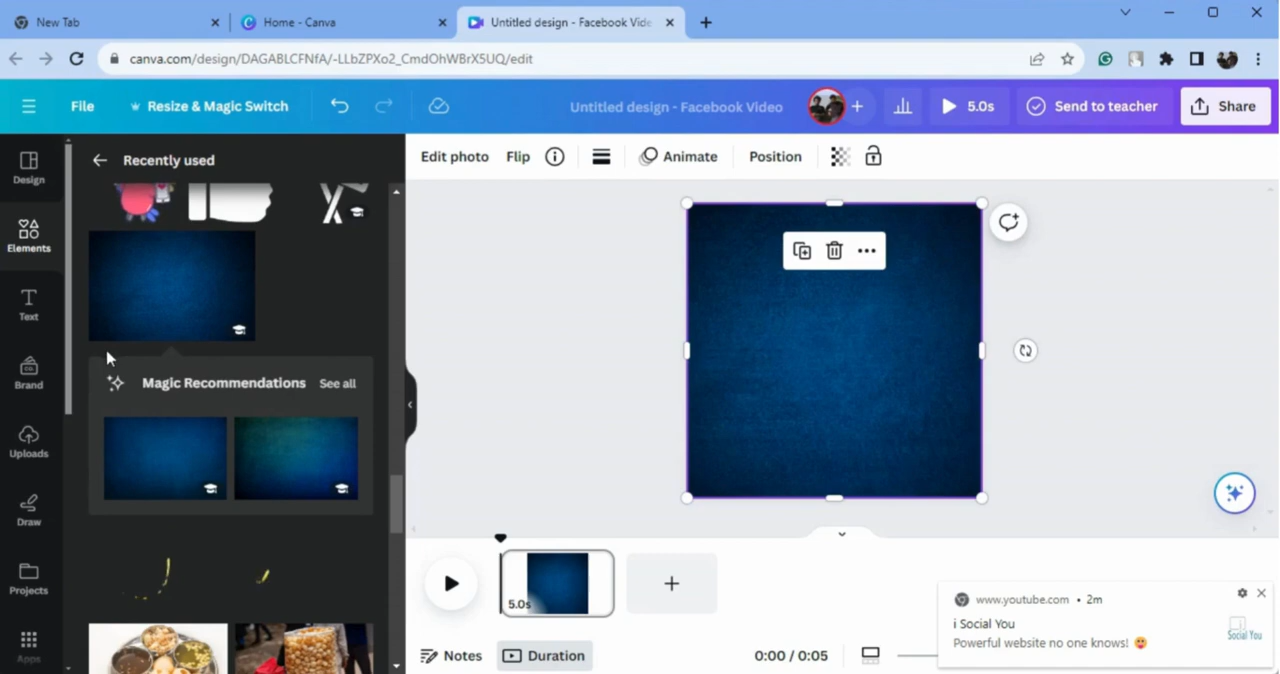 New Tab
Home - Canva
Untitled design - Facebook Vide
canva.com/design/DAGABLCFNfA/-LLbZPXo2_CmdOhWBrX5UQ/edit
File
Resize & Magic Switch
Untitled design - Facebook Video
5.0s
Send to teacher
Share
Design
Elements
Text
Brand
Uploads
Draw
Projects
Apps
Recently used
Magic Recommendations
See all
Edit photo
Flip
Animate
Position
5.0s
Notes
Duration
0:00 / 0:05
www.youtube.com • 2m
i Social You
Powerful website no one knows! 🤩
Social You